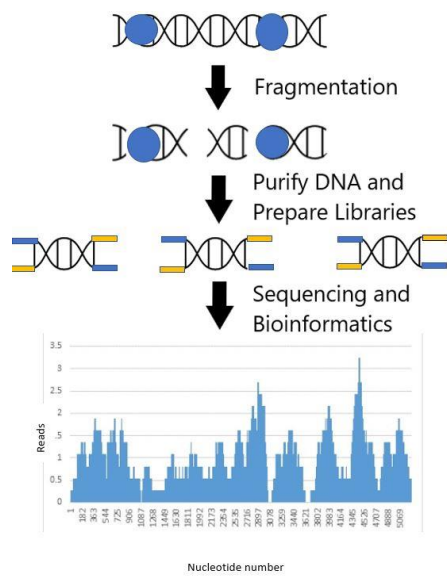 Fragmentation
Purify DNA and
Prepare Libraries
Sequencing and
Bioinformatics
3.5
3
2.5
2
1.5
1
0.5
0
Reads
1 182 363 544 725 906 1087 1268 1449 1630 1811 1992 2173 2354 2535 2716 2897 3078 3259 3440 3621 3802 3983 4164 4345 4526 4707 4888 5069
Nucleotide number